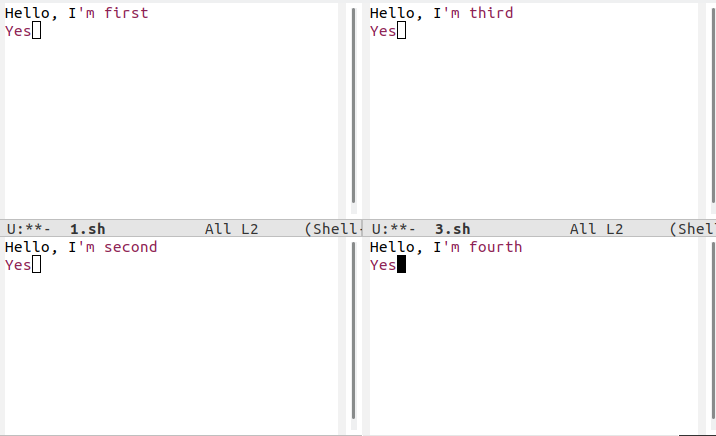 Hello, I'm first
Yes
U:**-  1.sh           All L2     (Shell-
Hello, I'm third
Yes
U:**-  3.sh           All L2     (Shel
Hello, I'm second
Yes
Hello, I'm fourth
Yes